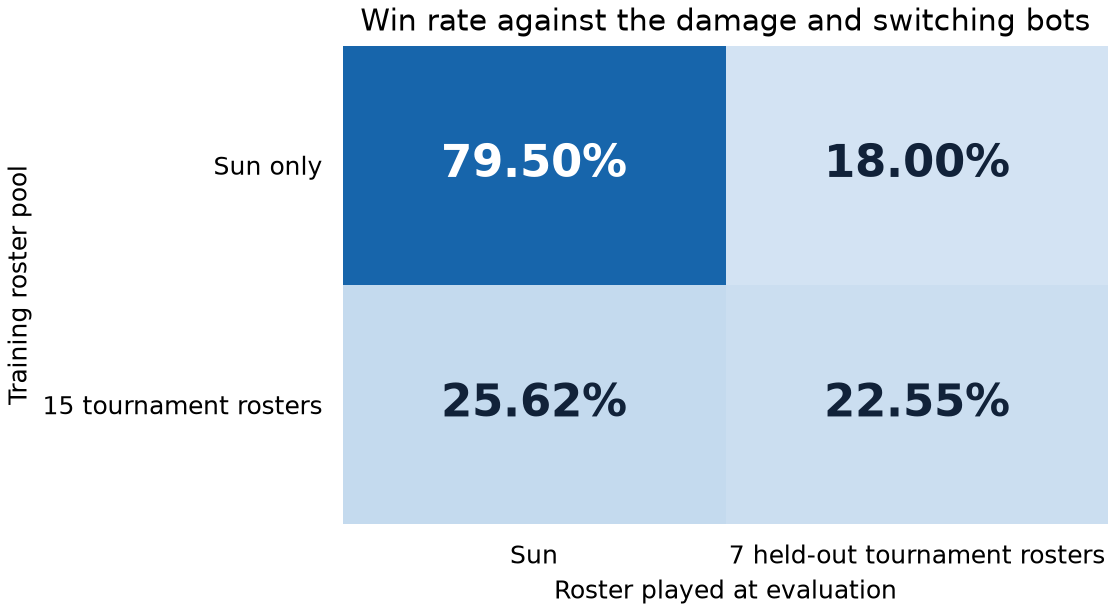 Win rate against the damage and switching bots
Training roster pool
Sun only
79.50%
18.00%
15 tournament rosters
25.62%
22.55%
Sun
7 held-out tournament rosters
Roster played at evaluation